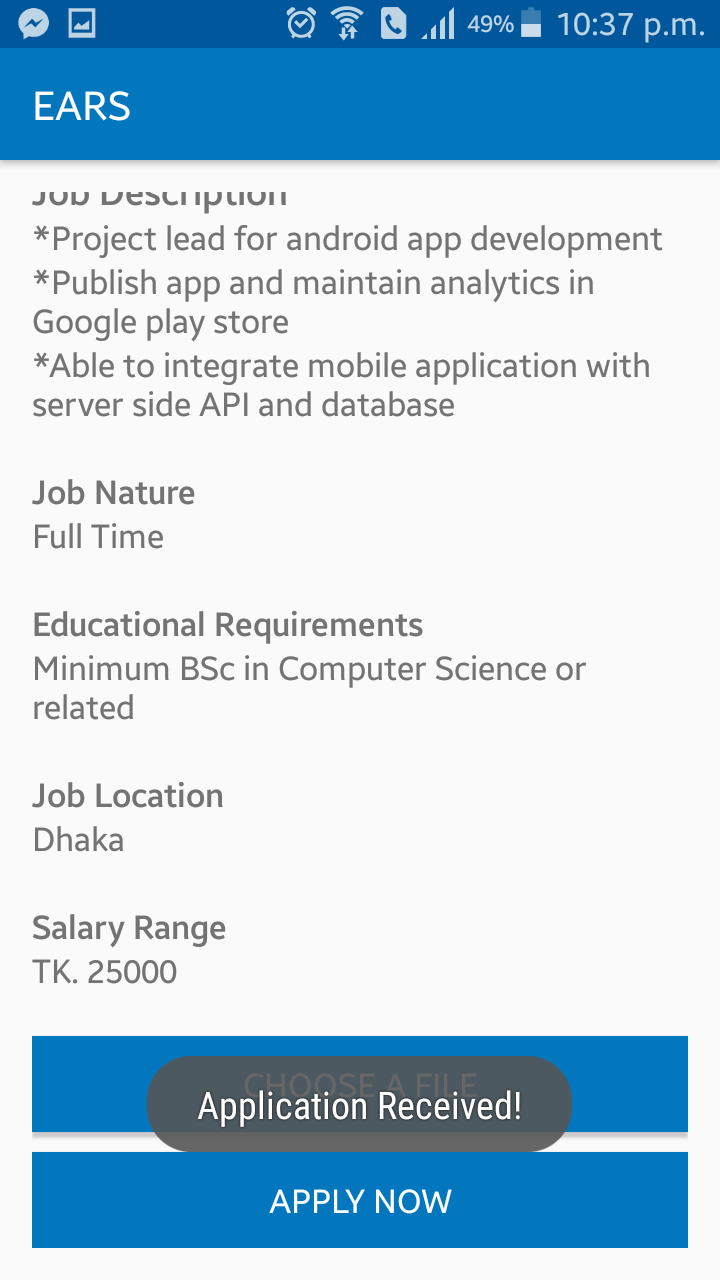 49% 10:37 p.m.
EARS
Job Description
*Project lead for android app development
*Publish app and maintain analytics in
Google play store
*Able to integrate mobile application with
server side API and database
Job Nature
Full Time
Educational Requirements
Minimum BSc in Computer Science or
related
Job Location
Dhaka
Salary Range
TK. 25000
CHOOSE A FILE
Application Received!
APPLY NOW